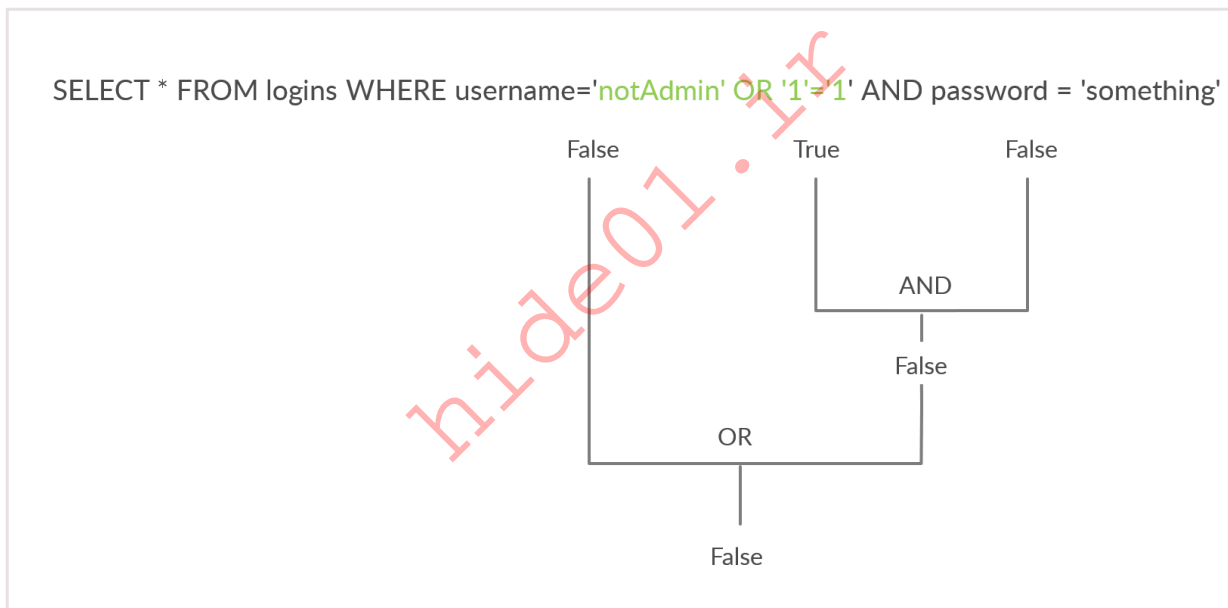 SELECT * FROM logins WHERE username='notAdmin' OR '1'='1' AND password = 'something'
False True False
AND
False
OR
False
hide01.ir